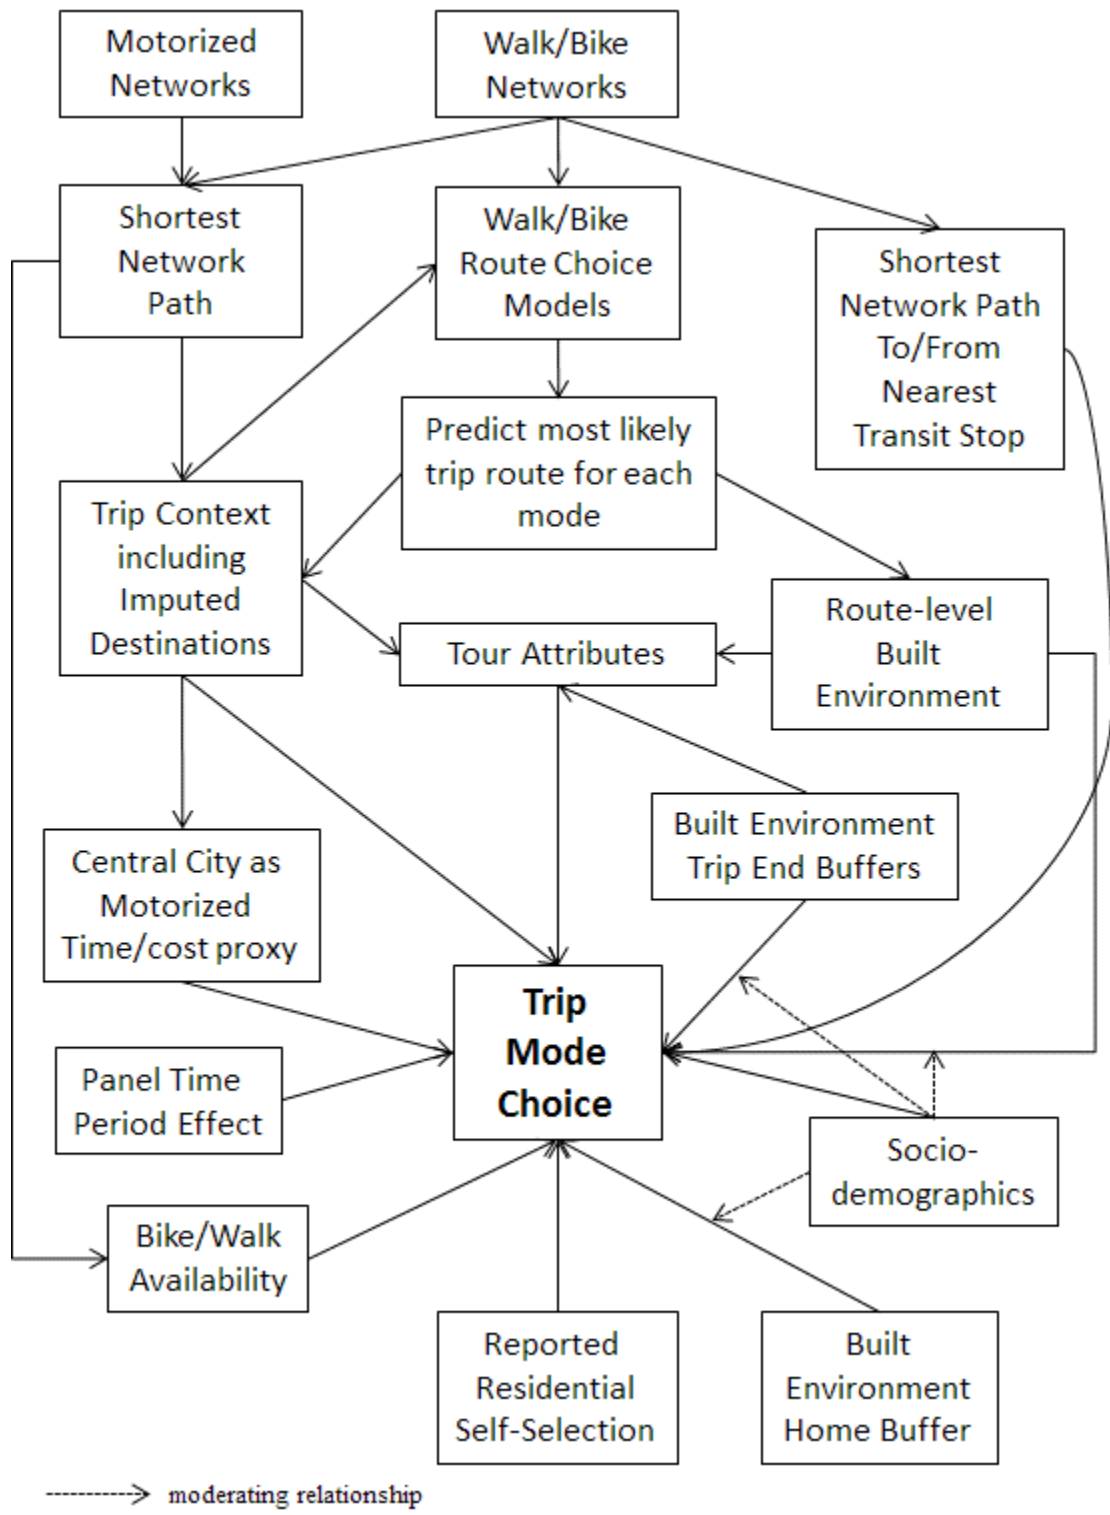 Motorized
Networks
Walk/Bike
Networks
Shortest
Network
Path
Walk/Bike
Route Choice
Models
Shortest
Network Path
To/From
Nearest
Transit Stop
Predict most likely
trip route for each
mode
Trip Context
including
Imputed
Destinations
Tour Attributes
Route-level
Built
Environment
Built Environment
Trip End Buffers
Central City as
Motorized
Time/cost proxy
Trip
Mode
Choice
Panel Time
Period Effect
Socio-
demographics
Bike/Walk
Availability
Reported
Residential
Self-Selection
Built
Environment
Home Buffer
moderating relationship